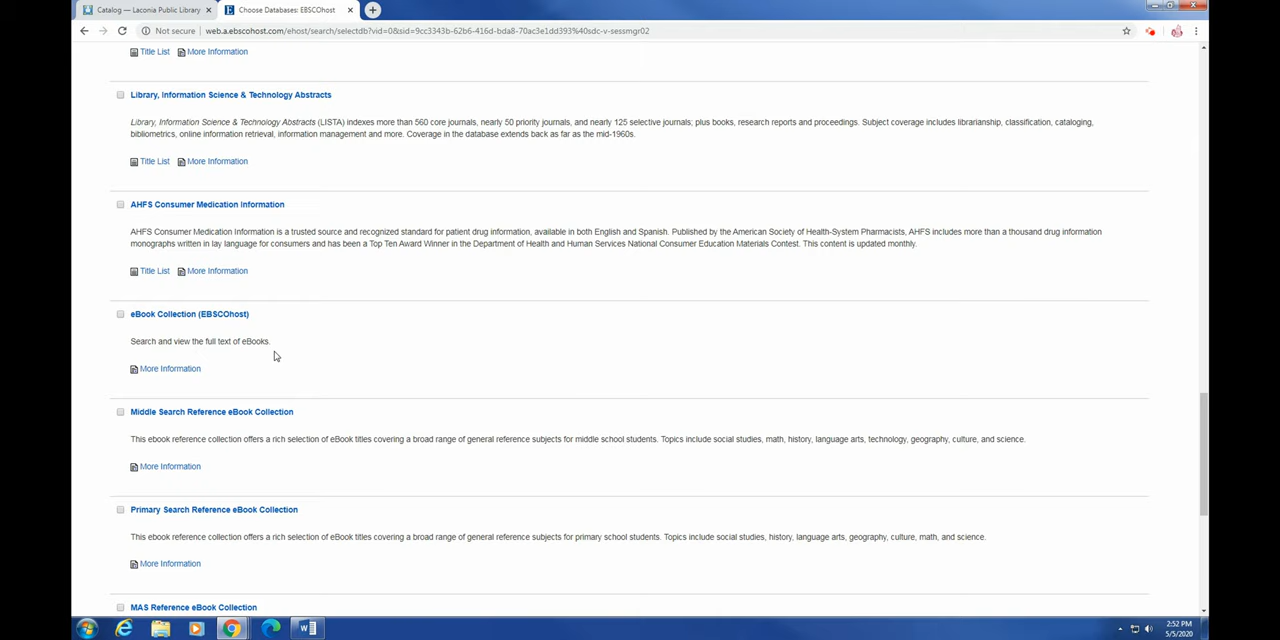 Catalog — Laconia Public Library
Choose Databases: EBSCOhost
Not secure
web.a.ebscohost.com/ehost/search/selectdb?vid=0&sid=9cc3343b-62b6-416d-bda8-70ac3e1dd393%40sdc-v-sessmgr02
Title List More Information
Library, Information Science & Technology Abstracts
Library, Information Science & Technology Abstracts (LISTA) indexes more than 560 core journals, nearly 50 priority journals, and nearly 125 selective journals; plus books, research reports and proceedings. Subject coverage includes librarianship, classification, cataloging,
bibliometrics, online information retrieval, information management and more. Coverage in the database extends back as far as the mid-1960s.
Title List More Information
AHFS Consumer Medication Information
AHFS Consumer Medication Information is a trusted source and recognized standard for patient drug information, available in both English and Spanish. Published by the American Society of Health-System Pharmacists, AHFS includes more than a thousand drug information
monographs written in lay language for consumers and has been a Top Ten Award Winner in the Department of Health and Human Services National Consumer Education Materials Contest. This content is updated monthly.
Title List More Information
eBook Collection (EBSCOhost)
Search and view the full text of eBooks.
More Information
Middle Search Reference eBook Collection
This ebook reference collection offers a rich selection of eBook titles covering a broad range of general reference subjects for middle school students. Topics include social studies, math, history, language arts, technology, geography, culture, and science.
More Information
Primary Search Reference eBook Collection
This ebook reference collection offers a rich selection of eBook titles covering a broad range of general reference subjects for primary school students. Topics include social studies, history, language arts, geography, culture, math, and science.
More Information
MAS Reference eBook Collection
2:52 PM
5/5/2020